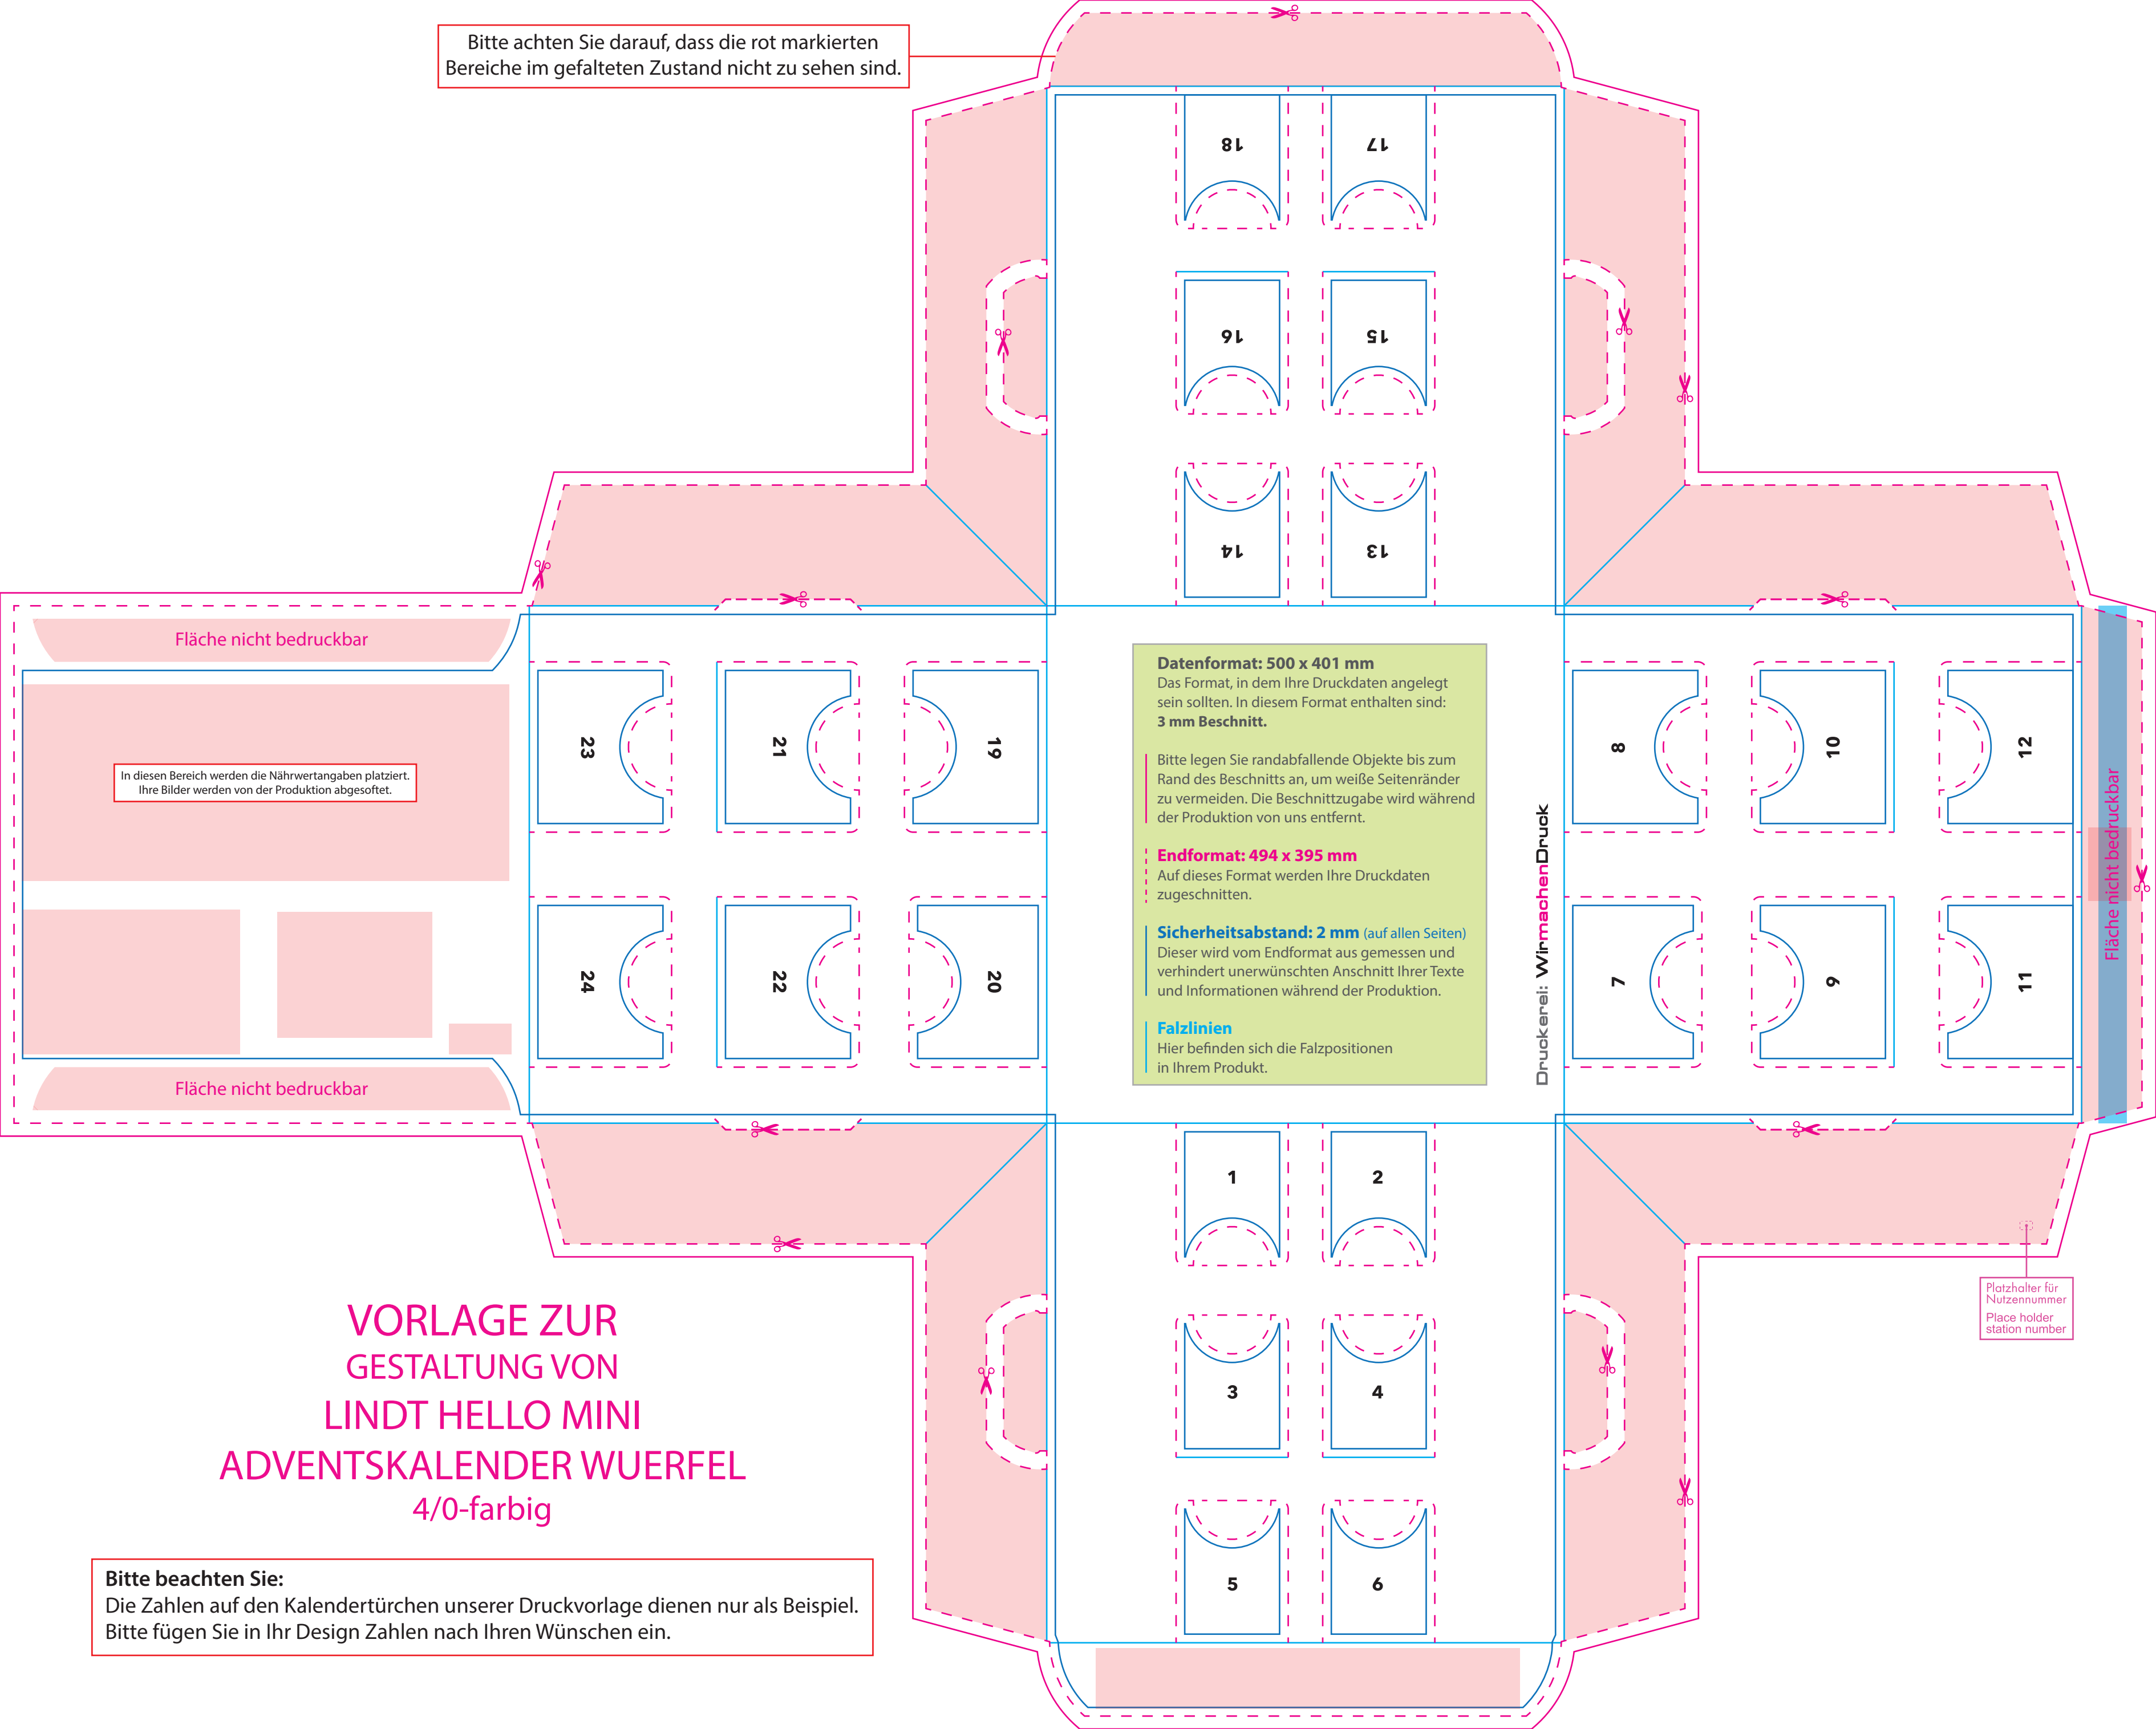 Bitte achten Sie darauf, dass die rot markierten
Bereiche im gefalteten Zustand nicht zu sehen sind.
18
17
16
15
14
13
Fläche nicht bedruckbar
In diesen Bereich werden die Nährwertangaben platziert.
Ihre Bilder werden von der Produktion abgesoftet.
Fläche nicht bedruckbar
23
21
19
24
22
20
Datenformat: 500 x 401 mm
Das Format, in dem Ihre Druckdaten angelegt
sein sollten. In diesem Format enthalten sind:
3 mm Beschnitt.
Bitte legen Sie randabfallende Objekte bis zum
Rand des Beschnitts an, um weiße Seitenränder
zu vermeiden. Die Beschnittzugabe wird während
der Produktion von uns entfernt.
Endformat: 494 x 395 mm
Auf dieses Format werden Ihre Druckdaten
zugeschnitten.
Sicherheitsabstand: 2 mm (auf allen Seiten)
Dieser wird vom Endformat aus gemessen und
verhindert unerwünschten Anschnitt Ihrer Texte
und Informationen während der Produktion.
Falzlinien
Hier befinden sich die Falzpositionen
in Ihrem Produkt.
Druckerei: WirmachenDruck
8
10
12
7
9
11
Fläche nicht bedruckbar
1
2
3
4
5
6
Platzhalter für
Nutzennummer
Place holder
station number
VORLAGE ZUR
GESTALTUNG VON
LINDT HELLO MINI
ADVENTSKALENDER WUERFEL
4/0-farbig
Bitte beachten Sie:
Die Zahlen auf den Kalendertürchen unserer Druckvorlage dienen nur als Beispiel.
Bitte fügen Sie in Ihr Design Zahlen nach Ihren Wünschen ein.